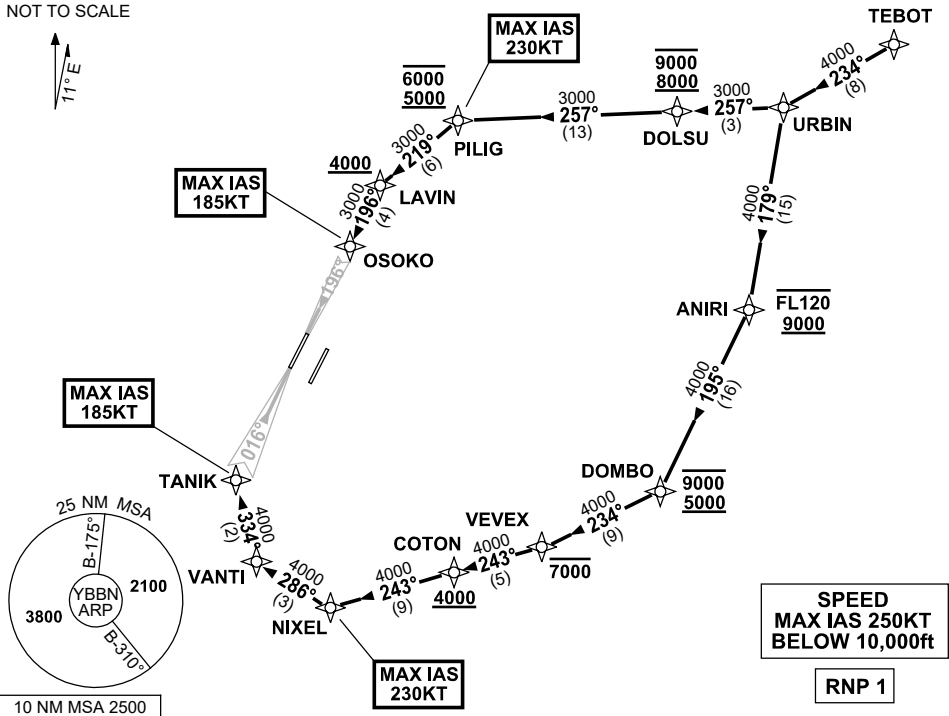 NOT TO SCALE
11° E
TEBOT
4000
234°
(8)
URBIN
MAX IAS
230KT
9000
8000
3000
257°
(3)
DOLSU
3000
257°
(13)
6000
5000
PILIG
3000
219°
(6)
4000
LAVIN
3000
196°
(4)
MAX IAS
185KT
OSOKO
196°
4000
179°
(15)
ANIRI
FL120
9000
4000
195°
(16)
016°
MAX IAS
185KT
TANIK
DOMBO
9000
5000
4000
234°
(9)
VEVEX
7000
4000
243°
(5)
COTON
4000
4000
243°
(9)
NIXEL
MAX IAS
230KT
4000
286°
(3)
VANTI
4000
334°
(2)
25 NM MSA
B-175°
2100
YBBN
ARP
3800
B-310°
10 NM MSA 2500
SPEED
MAX IAS 250KT
BELOW 10,000ft
RNP 1